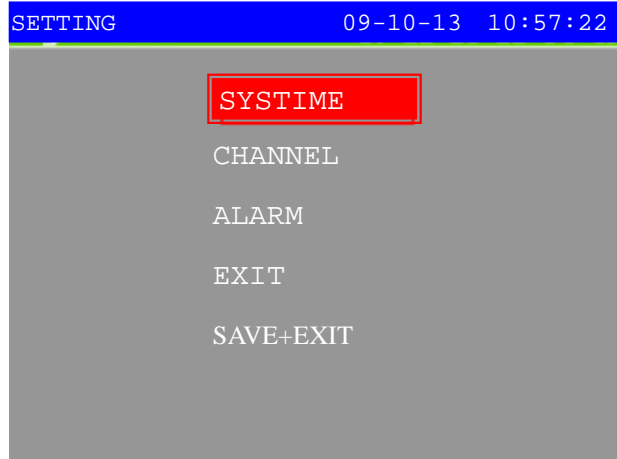 SETTING 09-10-13 10:57:22
SYSTIME
CHANNEL
ALARM
EXIT
SAVE+EXIT